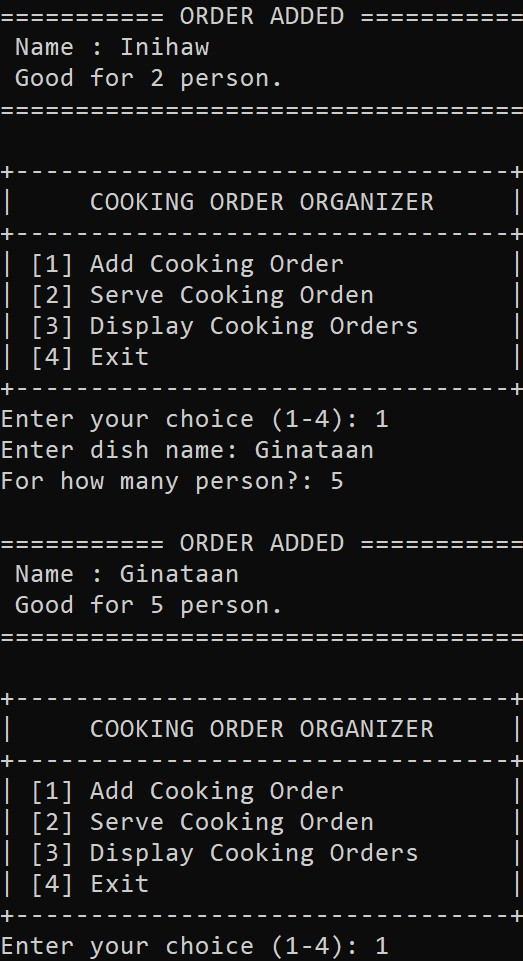 =========== ORDER ADDED ===========
 Name : Inihaw
 Good for 2 person.
===================================
+---------------------------------+
|     COOKING ORDER ORGANIZER     |
+---------------------------------+
| [1] Add Cooking Order           |
| [2] Serve Cooking Orden         |
| [3] Display Cooking Orders      |
| [4] Exit                        |
+---------------------------------+
Enter your choice (1-4): 1
Enter dish name: Ginataan
For how many person?: 5
=========== ORDER ADDED ===========
 Name : Ginataan
 Good for 5 person.
===================================
+---------------------------------+
|     COOKING ORDER ORGANIZER     |
+---------------------------------+
| [1] Add Cooking Order           |
| [2] Serve Cooking Orden         |
| [3] Display Cooking Orders      |
| [4] Exit                        |
+---------------------------------+
Enter your choice (1-4): 1